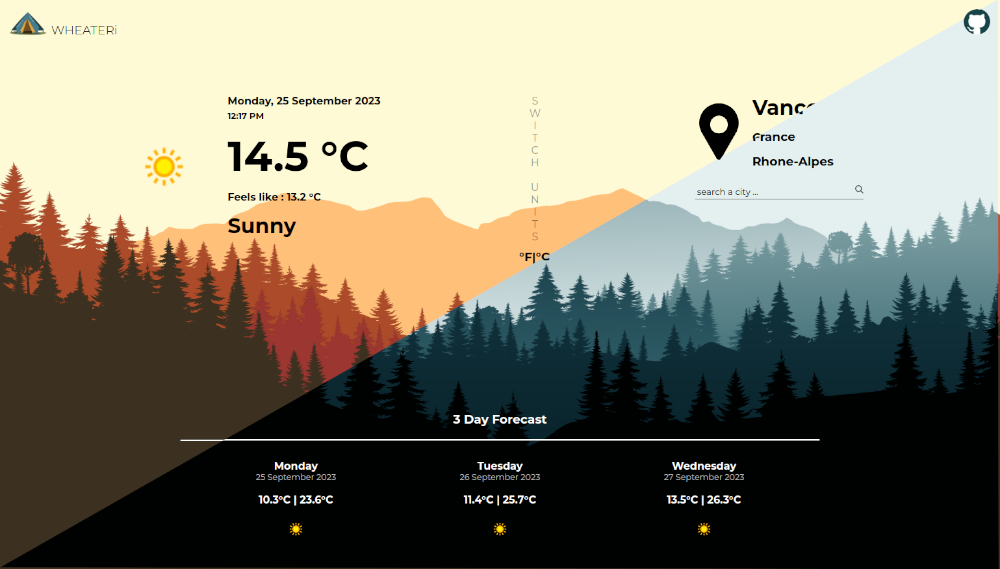 WHEATERi
Monday, 25 September 2023
12:17 PM
14.5 °C
Feels like : 13.2 °C
Sunny
SWITCH UNITS
°F|°C
France
Rhone-Alpes
search a city ...
3 Day Forecast
Monday
25 September 2023
10.3°C | 23.6°C
Tuesday
26 September 2023
11.4°C | 25.7°C
Wednesday
27 September 2023
13.5°C | 26.3°C